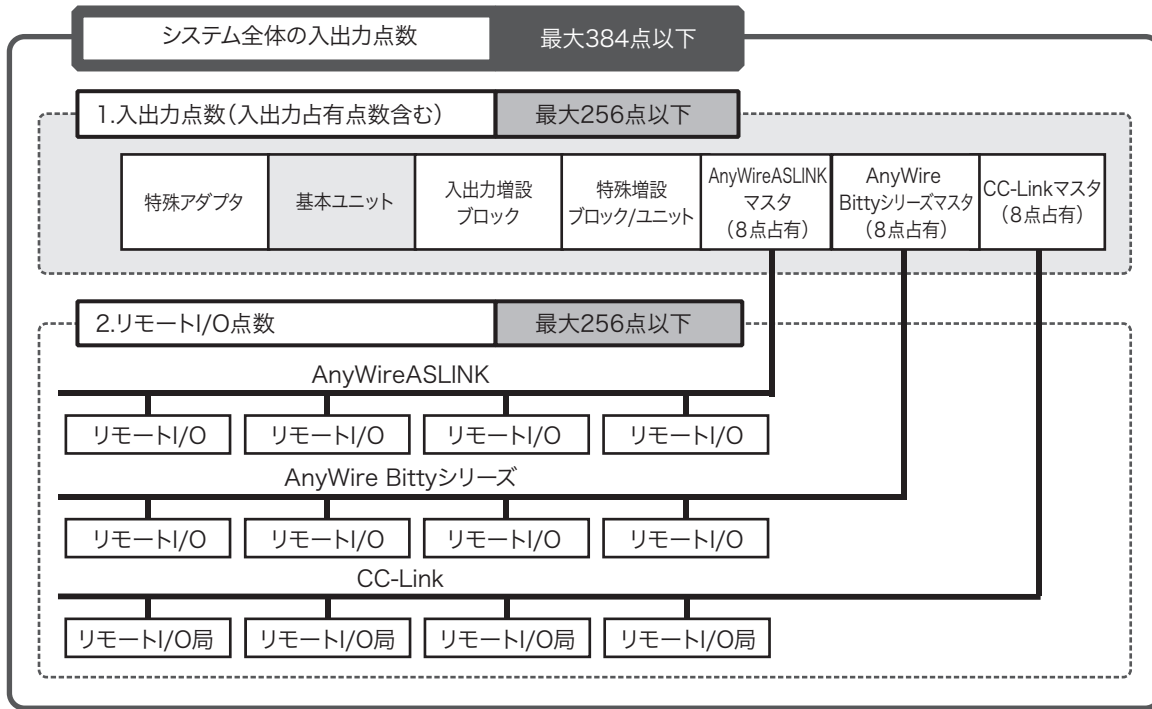 システム全体の入出力点数
最大384点以下
1.入出力点数(入出力占有点数含む)
最大256点以下
特殊アダプタ
基本ユニット
入出力増設
ブロック
特殊増設
ブロック/ユニット
AnyWireASLINK
マスタ
(8点占有)
AnyWire
Bittyシリーズマスタ
(8点占有)
CC-Linkマスタ
(8点占有)
2.リモートI/O点数
最大256点以下
AnyWireASLINK
リモートI/O
リモートI/O
リモートI/O
リモートI/O
AnyWire Bittyシリーズ
リモートI/O
リモートI/O
リモートI/O
リモートI/O
CC-Link
リモートI/O局
リモートI/O局
リモートI/O局
リモートI/O局